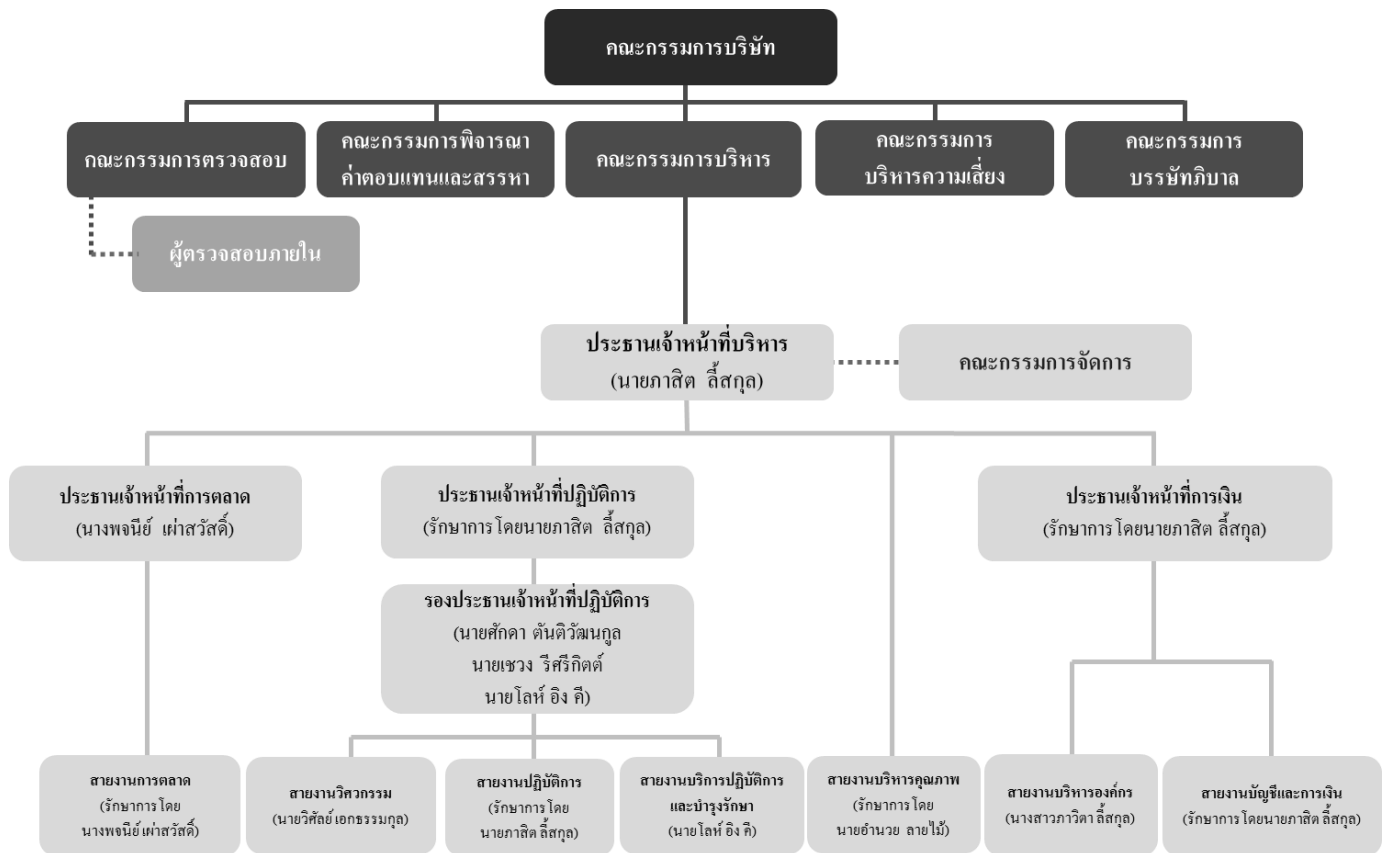 คณะกรรมการบริษัท
กณะกรรมการตรวจสอบ
คณะกรรมการพิจารณา
ค่าตอบแทนและสรรหา
คณะกรรมการบริหาร
คณะกรรมการ
บริหารความเสี่ยง
คณะกรรมการ
บรรษัทภิบาล
ผู้ตรวจสอบภายใน
ประธานเจ้าหน้าที่บริหาร
(นายภาสิต ลี้สกุล)
คณะกรรมการจัดการ
ประธานเจ้าหน้าที่การตลาด
(นางพจนีย์ เผ่าสวัสดิ์)
ประธานเจ้าหน้าที่ปฏิบัติการ
(รักษาการโดยนายภาสิต ลี้สกุล)
ประธานเจ้าหน้าที่การเงิน
(รักษาการโดยนายภาสิต ลี้สกุล)
รองประธานเจ้าหน้าที่ปฏิบัติการ
(นายศักดา ตันติวัฒนกูล
นายเชวง รีศรีกิตต์
นายโลห์ อิง คี)
สายงานการตลาด
(รักษาการโดย
นางพจนีย์ เผ่าสวัสดิ์)
สายงานวิศวกรรม
(นายวิศัลย์ เอกธรรมกุล)
สายงานปฏิบัติการ
(รักษาการโดย
นายภาสิต ลี้สกุล)
สายงานบริการปฏิบัติการ
และบำรุงรักษา
(นายโลห์ อิง คี)
สายงานบริหารคุณภาพ
(รักษาการโดย
นายอำนวย ลายไม้)
สายงานบริหารองค์กร
(นางสาวภาวิตา ลี้สกุล)
สายงานบัญชีและการเงิน
(รักษาการโดยนายภาสิต ลี้สกุล)